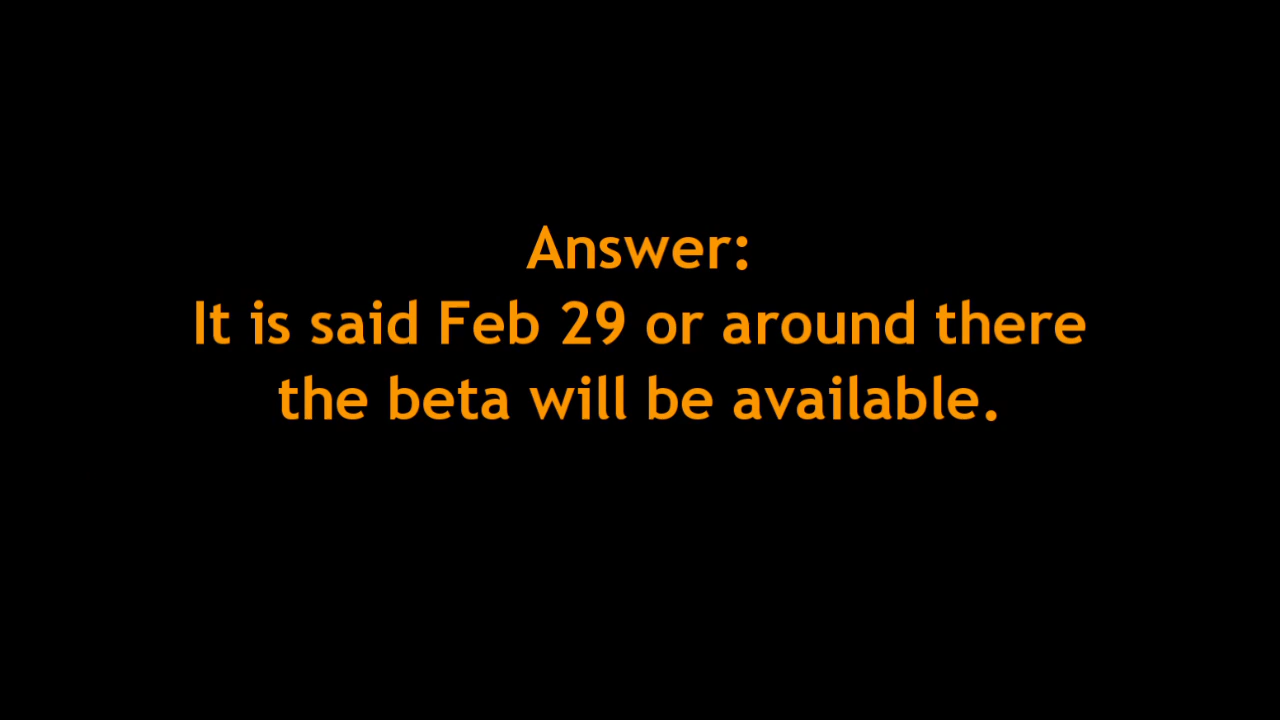 Answer:
It is said Feb 29 or around there
the beta will be available.